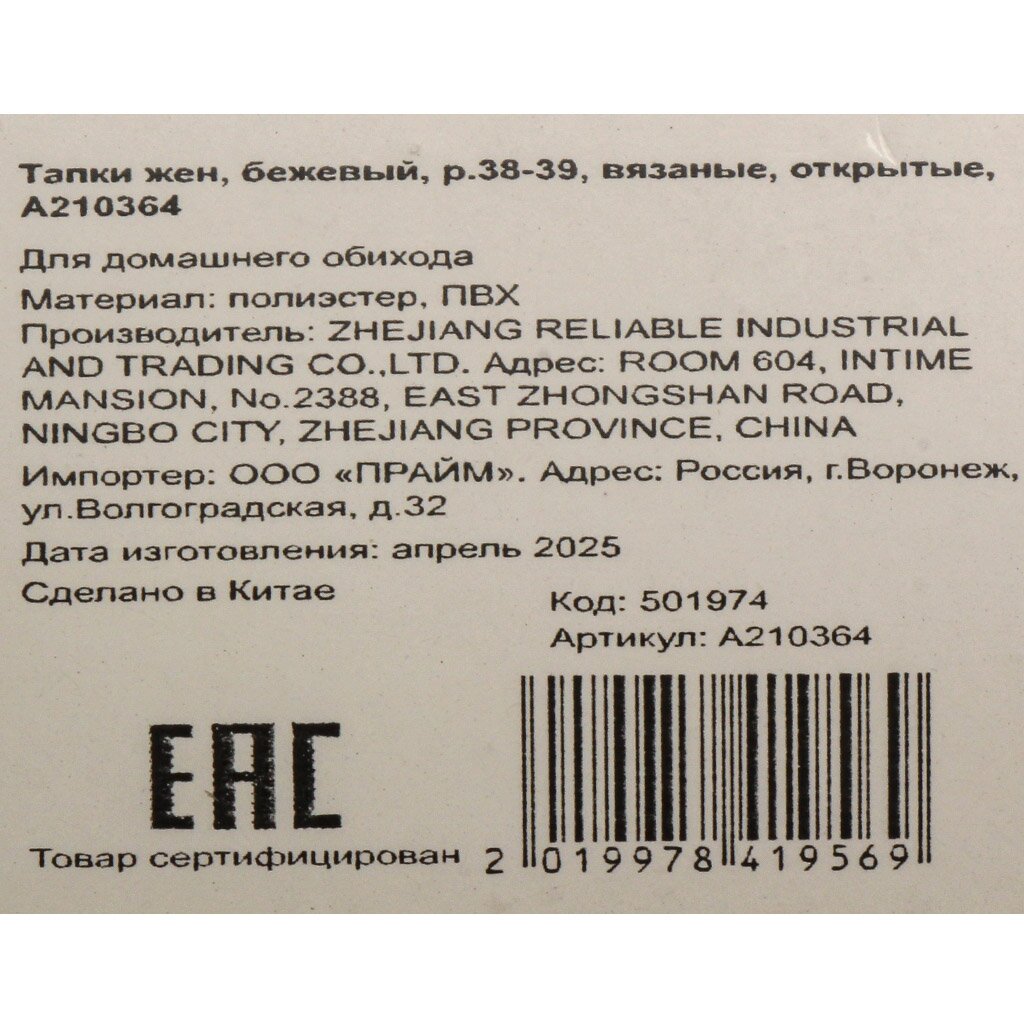 Тапки жен, бежевый, р.38-39, вязаные, открытые,
А210364
Для домашнего обихода
Материал: полиэстер, ПВХ
Производитель: ZHEJIANG RELIABLE INDUSTRIAL
AND TRADING CO.,LTD. Адрес: ROOM 604, INTIME
MANSION, No.2388, EAST ZHONGSHAN ROAD,
NINGBO CITY, ZHEJIANG PROVINCE, CHINA
Импортер: ООО «ПРАЙМ». Адрес: Россия, г.Воронеж,
ул.Волгоградская, д.32
Дата изготовления: апрель 2025
Сделано в Китае
Код: 501974
Артикул: А210364
ЕАС
Товар сертифицирован
2 019978 419569